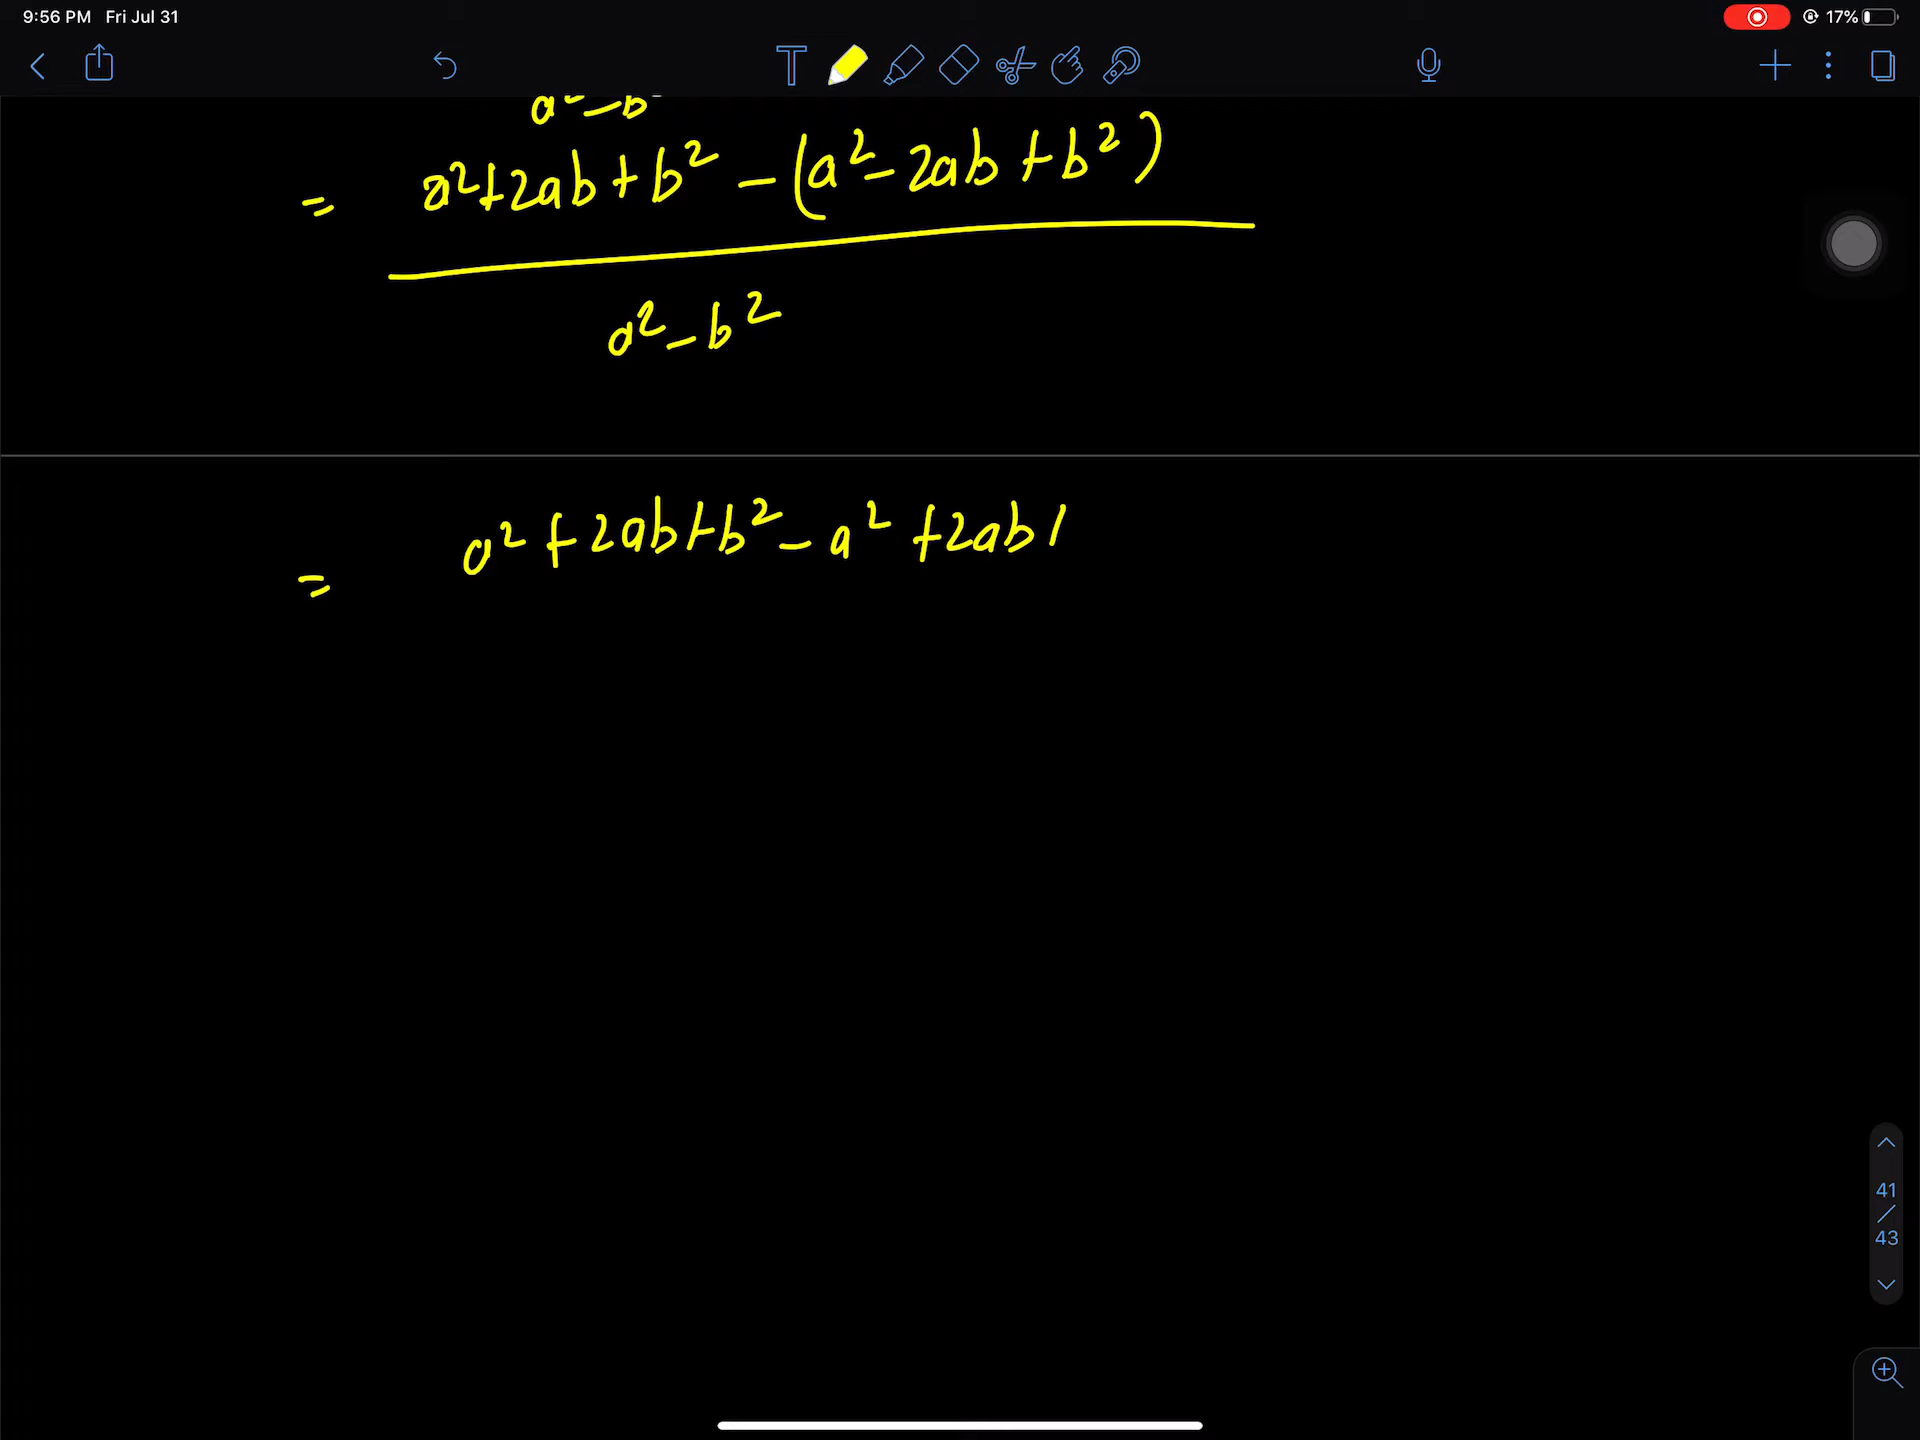 9:56 PM Fri Jul 31 17%
T
= a²+2ab+b² - (a² - 2ab + b²)
a² - b²
= a² + 2ab + b² - a² + 2ab
41
/
43